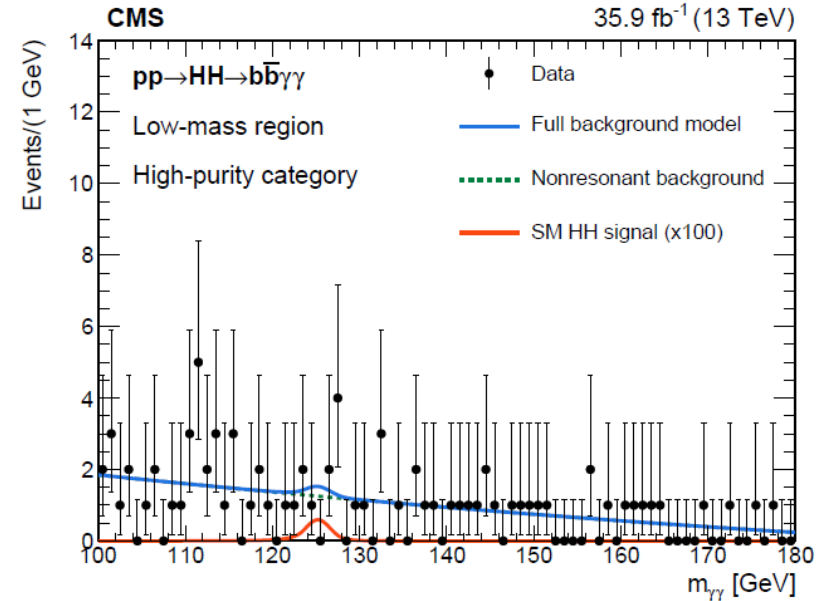 CMS
35.9 fb⁻¹ (13 TeV)
Events/(1 GeV)
14
12
10
8
6
4
2
0
pp→HH→bb̅γγ
Low-mass region
High-purity category
Data
Full background model
Nonresonant background
SM HH signal (x100)
100 110 120 130 140 150 160 170 180
mγγ [GeV]